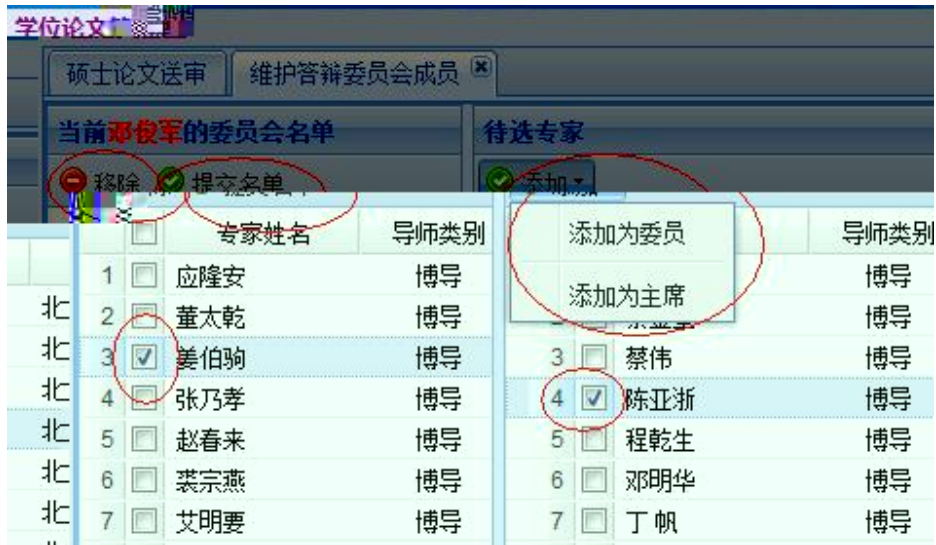 学位论文
硕士论文送审 维护答辩委员会成员
当前邓俊军的委员会名单 待选专家
移除 提交名单 添加
专家姓名 导师类别 添加为委员 导师类别
1 应隆安 博导 博导
添加为主席
北 2 董太乾 博导 博导
北 3 姜伯驹 博导 3 蔡伟 博导
北 4 张乃孝 博导 4 陈亚浙 博导
北 5 赵春来 博导 5 程乾生 博导
北 6 裘宗燕 博导 6 邓明华 博导
北 7 艾明要 博导 7 丁帆 博导